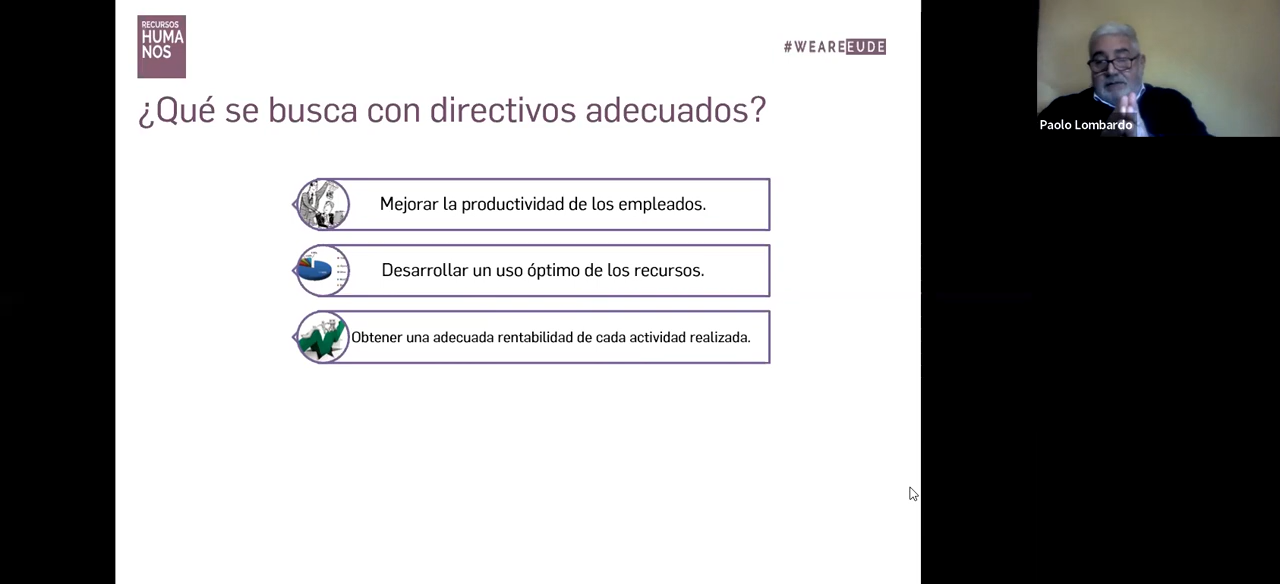 RECURSOS
HUMA
NOS
#WEAREEUDE
¿Qué se busca con directivos adecuados?
Mejorar la productividad de los empleados.
Desarrollar un uso óptimo de los recursos.
Obtener una adecuada rentabilidad de cada actividad realizada.
Paolo Lombardo